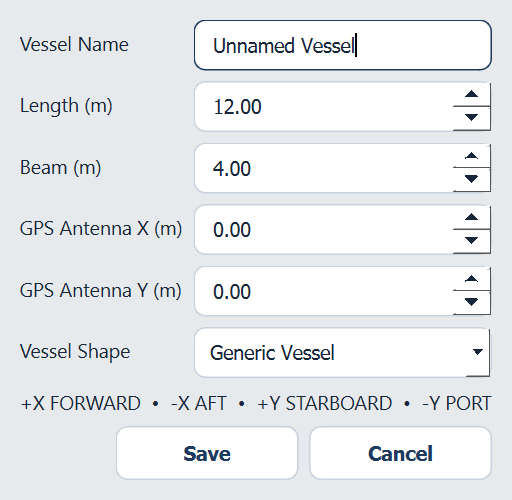 Vessel Name Unnamed Vessel
Length (m) 12.00
Beam (m) 4.00
GPS Antenna X (m) 0.00
GPS Antenna Y (m) 0.00
Vessel Shape Generic Vessel
+X FORWARD • -X AFT • +Y STARBOARD • -Y PORT
Save Cancel